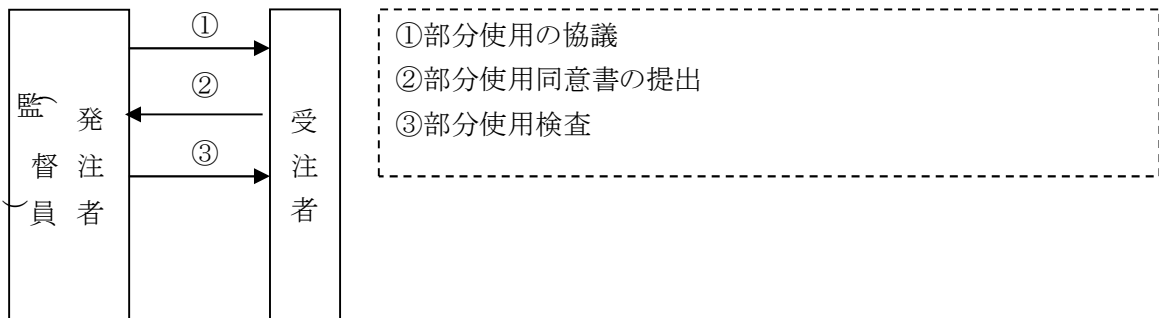 発注者
（監督員）
①
②
③
受注者
①部分使用の協議
②部分使用同意書の提出
③部分使用検査